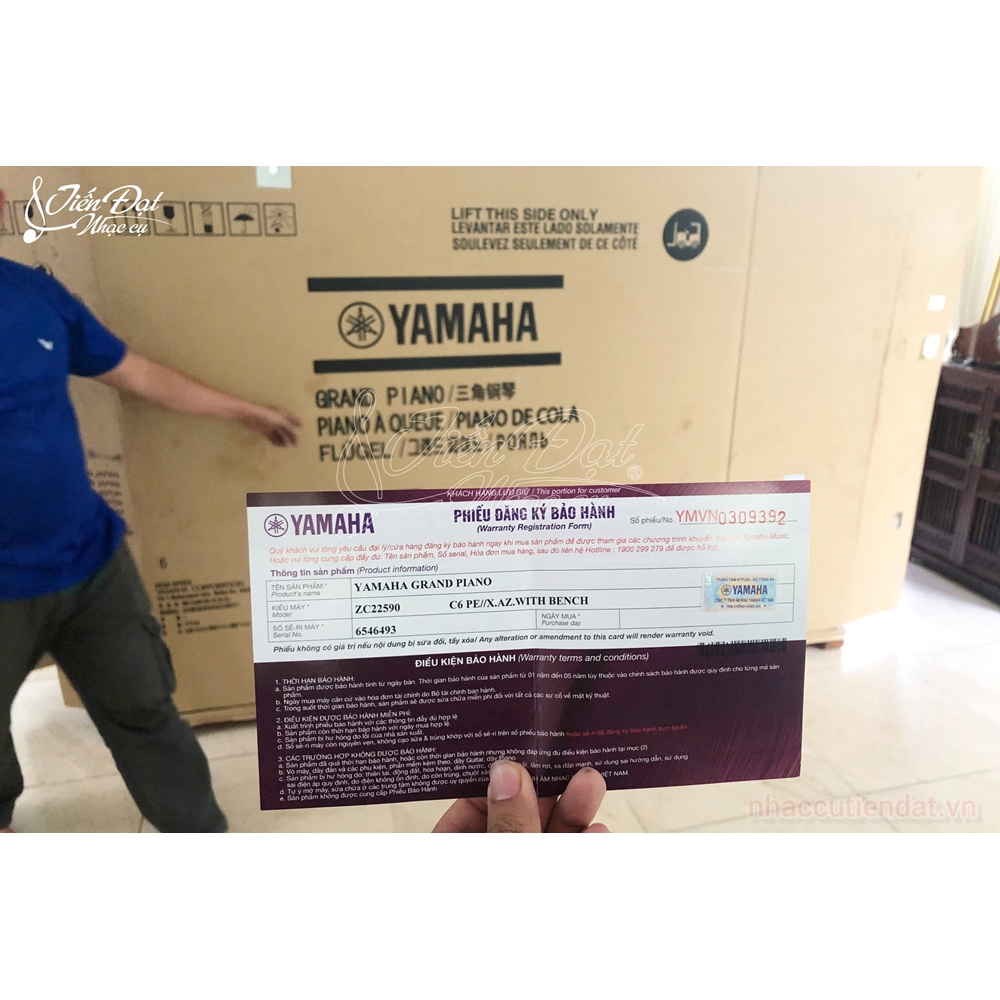 Tiến Đạt
Nhạc cụ
LIFT THIS SIDE ONLY
LEVANTAR ESTE LADO SOLAMENTE
SOULEVEZ SEULEMENT DE CE CÔTÉ
YAMAHA
GRAND PIANO/三角钢琴
PIANO À QUEUE/PIANO DE COLA
FLÜGEL/РОЯЛЬ
Tiến Đạt
Nhạc cụ
KHÁCH HÀNG LƯU GIỮ / This portion for customer
YAMAHA
PHIẾU ĐĂNG KÝ BẢO HÀNH
(Warranty Registration Form)
Số phiếu/No. YMVN0309392
Quý khách vui lòng yêu cầu đại lý/cửa hàng đăng ký bảo hành ngay khi mua sản phẩm để được tham gia các chương trình khuyến Yamaha Music.
Hoặc vui lòng cung cấp đầy đủ: Tên sản phẩm, Số serial, Hóa đơn mua hàng, sau đó liên hệ Hotline : 1900 299 279 để được hỗ trợ.
Thông tin sản phẩm (Product information)
TÊN SẢN PHẨM *
Product's name
YAMAHA GRAND PIANO
KIỂU MÁY *
Model
ZC22590 C6 PE//X.AZ.WITH BENCH
SỐ SÊ-RI MÁY *
Serial No.
6546493
NGÀY MUA *
Purchase day
YAMAHA
TEM CHỐNG HÀNG GIẢ
Phiếu không có giá trị nếu nội dung bị sửa đổi, tẩy xóa/ Any alteration or amendment to this card will render warranty void.
ĐIỀU KIỆN BẢO HÀNH (Warranty terms and conditions)
1. THỜI HẠN BẢO HÀNH:
a. Sản phẩm được bảo hành tính từ ngày bán. Thời gian bảo hành của sản phẩm từ 01 năm đến 05 năm tùy thuộc vào chính sách bảo hành được quy định cho từng mã sản
phẩm.
b. Ngày mua máy căn cứ vào hóa đơn tài chính do Bộ tài chính ban hành.
c. Trong suốt thời gian bảo hành, sản phẩm sẽ được sửa chữa miễn phí đối với tất cả các sự cố về mặt kỹ thuật.
2. ĐIỀU KIỆN ĐƯỢC BẢO HÀNH MIỄN PHÍ:
a. Xuất trình phiếu bảo hành với các thông tin đầy đủ hợp lệ
b. Sản phẩm còn thời hạn bảo hành với ngày mua hợp lệ.
c. Sản phẩm bị hư hỏng do lỗi của nhà sản xuất.
d. Số sê-ri máy còn nguyên vẹn, không cạo sửa & trùng khớp với số sê-ri trên số phiếu bảo hành hoặc sê-ri đã đăng ký bảo hành trực tuyến
3. CÁC TRƯỜNG HỢP KHÔNG ĐƯỢC BẢO HÀNH:
a. Sản phẩm đã quá thời hạn bảo hành, hoặc còn thời gian bảo hành nhưng không đáp ứng đủ điều kiện bảo hành tại mục (2)
b. Vỏ máy, dây đàn và các phụ kiện, phần mềm kèm theo, dây Guitar, dây Piano.
c. Sản phẩm bị hư hỏng do: thiên tai, động đất, hỏa hoạn, làm rơi, va đập mạnh, sử dụng sai hướng dẫn, sử dụng
sai điện áp quy định, do điện không ổn định, do côn trùng, chuột
d. Tự ý mở máy, sửa chữa ở các trung tâm không được ủy quyền của ÂM NHẠC VIỆT NAM.
e. Sản phẩm không được cung cấp Phiếu Bảo Hành
nhaccutiendat.vn